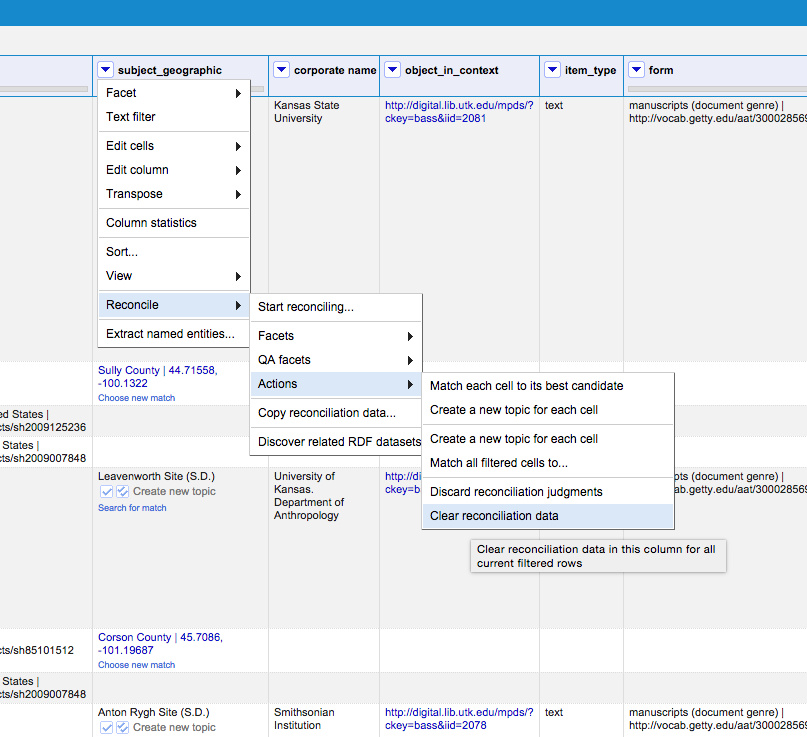 subject_geographic
corporate name
object_in_context
item_type
form
Facet
Text filter
Edit cells
Edit column
Transpose
Column statistics
Sort...
View
Reconcile
Extract named entities...
Start reconciling...
Facets
QA facets
Actions
Copy reconciliation data...
Discover related RDF datasets
Match each cell to its best candidate
Create a new topic for each cell
Create a new topic for each cell
Match all filtered cells to...
Discard reconciliation judgments
Clear reconciliation data
Clear reconciliation data in this column for all
current filtered rows
Kansas State
University
http://digital.lib.utk.edu/mpds/?
ckey=bass&iid=2081
text
manuscripts (document genre) |
http://vocab.getty.edu/aat/300028569
Sully County | 44.71558,
-100.1322
Choose new match
ed States |
cts/sh2009125236
States |
cts/sh2009007848
Leavenworth Site (S.D.)
Create new topic
Search for match
University of
Kansas.
Department of
Anthropology
http://di
ckey=b
pts (document genre) |
cab.getty.edu/aat/300028569
cts/sh85101512
Corson County | 45.7086,
-101.19687
Choose new match
States |
cts/sh2009007848
Anton Rygh Site (S.D.)
Create new topic
Smithsonian
Institution
http://digital.lib.utk.edu/mpds/?
ckey=bass&iid=2078
text
manuscripts (document genre) |
http://vocab.getty.edu/aat/300028569